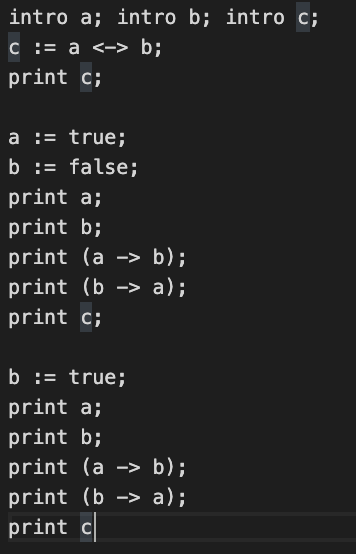 intro a; intro b; intro c;
c := a <-> b;
print c;

a := true;
b := false;
print a;
print b;
print (a -> b);
print (b -> a);
print c;

b := true;
print a;
print b;
print (a -> b);
print (b -> a);
print c